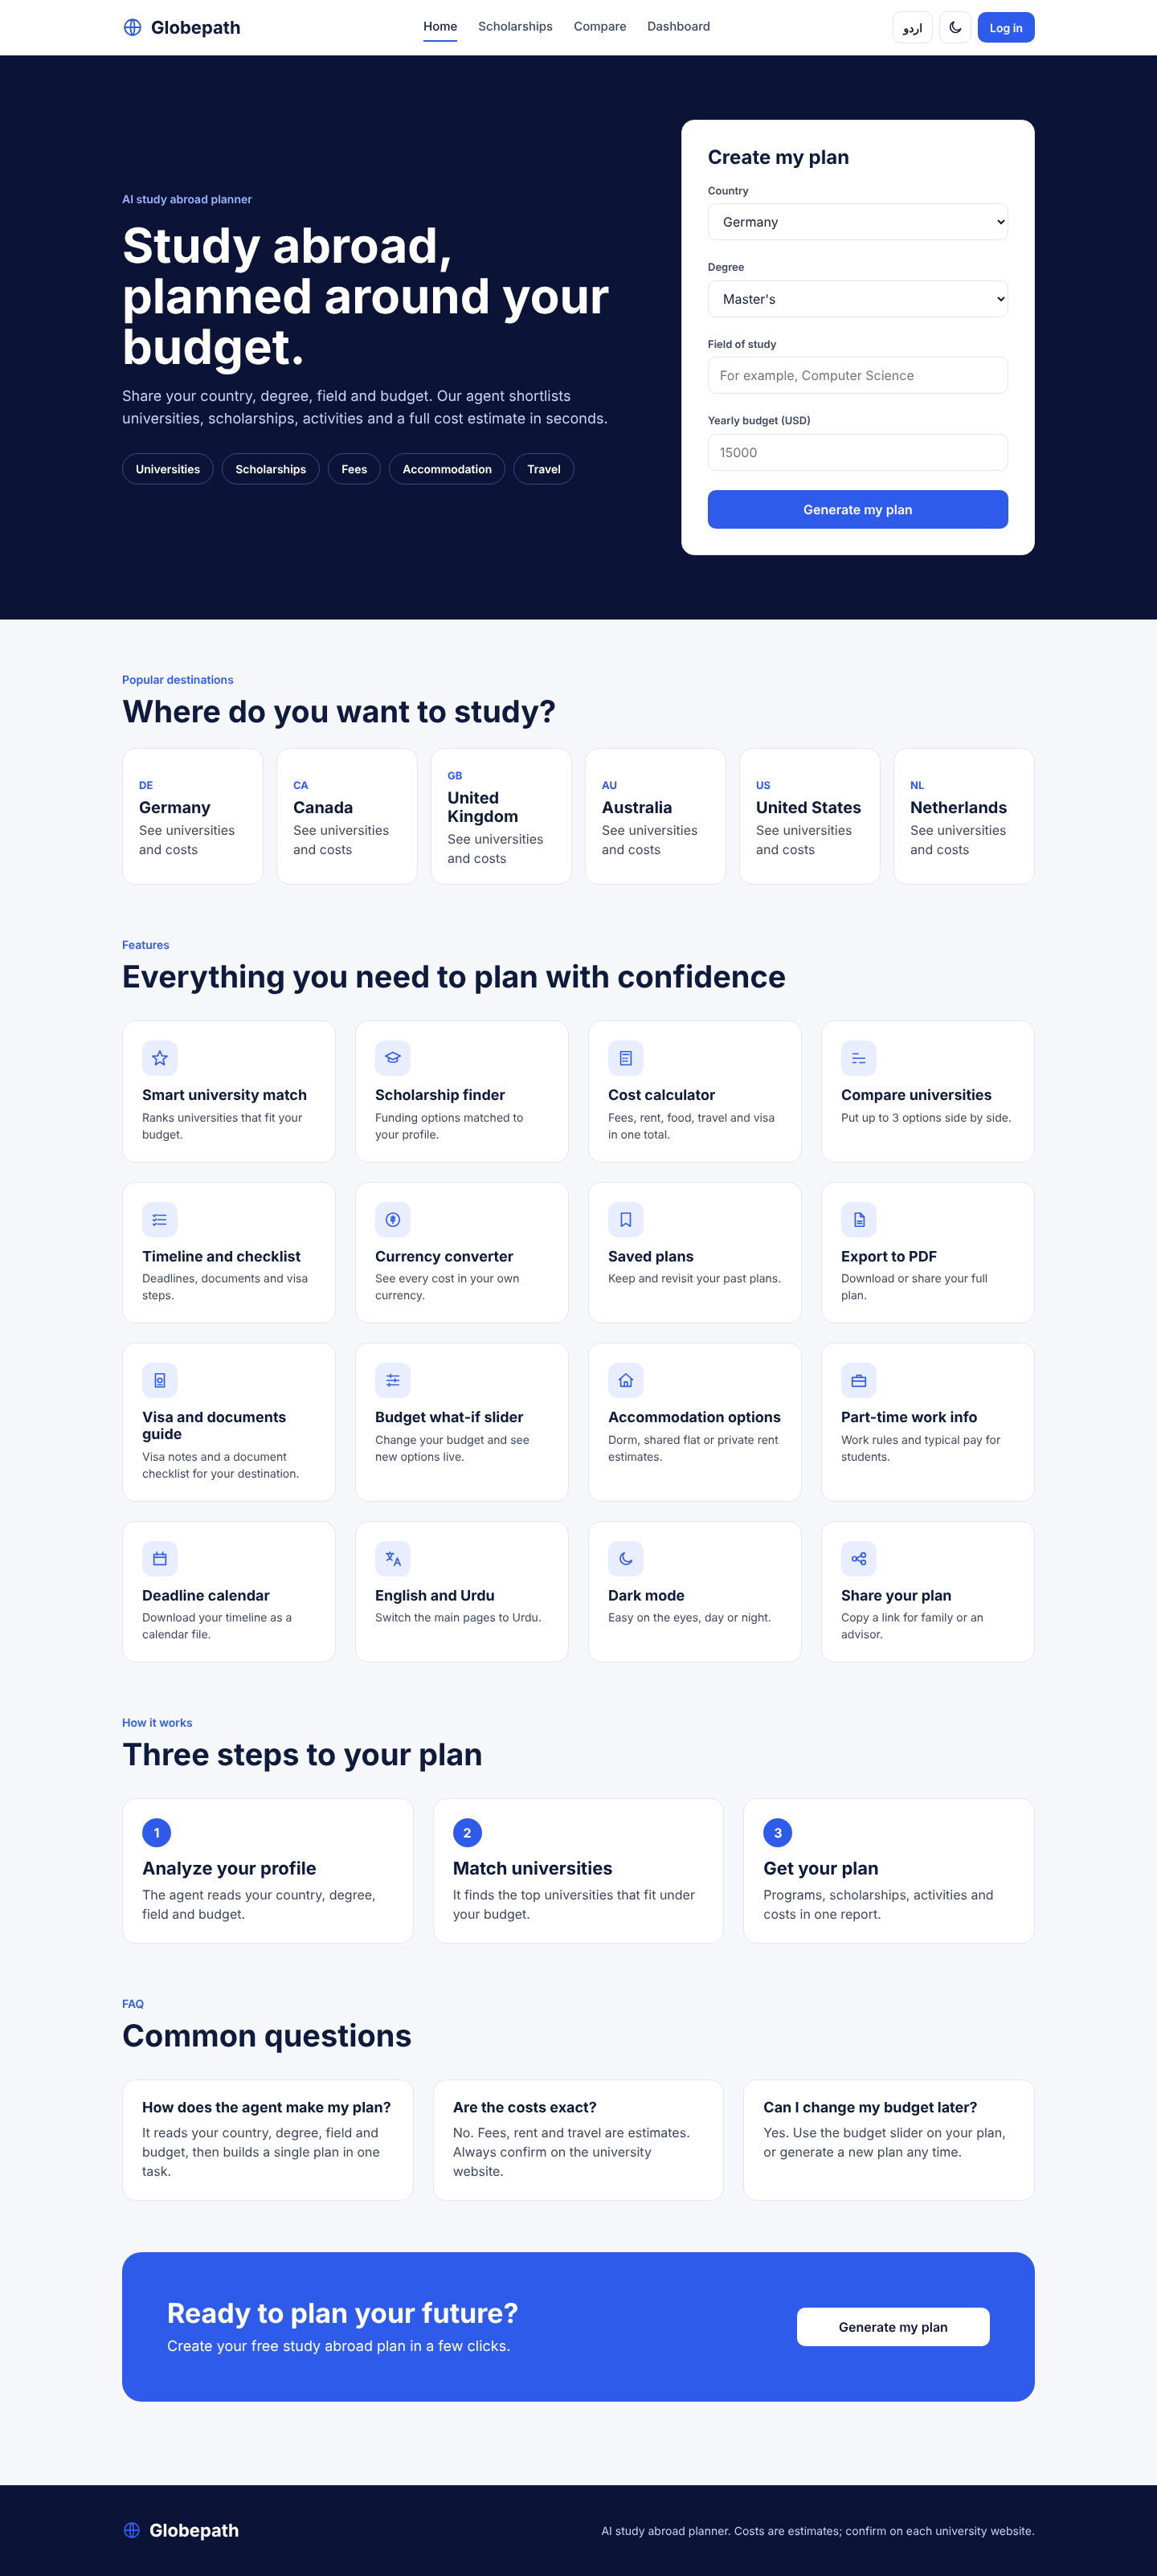 Globepath
Home
Scholarships
Compare
Dashboard
اردو
Log in
AI study abroad planner
Study abroad,
planned around your
budget.
Share your country, degree, field and budget. Our agent shortlists
universities, scholarships, activities and a full cost estimate in seconds.
Universities
Scholarships
Fees
Accommodation
Travel
Create my plan
Country
Germany
Degree
Master's
Field of study
For example, Computer Science
Yearly budget (USD)
15000
Generate my plan
Popular destinations
Where do you want to study?
DE
Germany
See universities
and costs
CA
Canada
See universities
and costs
GB
United
Kingdom
See universities
and costs
AU
Australia
See universities
and costs
US
United States
See universities
and costs
NL
Netherlands
See universities
and costs
Features
Everything you need to plan with confidence
Smart university match
Ranks universities that fit your
budget.
Scholarship finder
Funding options matched to
your profile.
Cost calculator
Fees, rent, food, travel and visa
in one total.
Compare universities
Put up to 3 options side by side.
Timeline and checklist
Deadlines, documents and visa
steps.
Currency converter
See every cost in your own
currency.
Saved plans
Keep and revisit your past plans.
Export to PDF
Download or share your full
plan.
Visa and documents
guide
Visa notes and a document
checklist for your destination.
Budget what-if slider
Change your budget and see
new options live.
Accommodation options
Dorm, shared flat or private rent
estimates.
Part-time work info
Work rules and typical pay for
students.
Deadline calendar
Download your timeline as a
calendar file.
English and Urdu
Switch the main pages to Urdu.
Dark mode
Easy on the eyes, day or night.
Share your plan
Copy a link for family or an
advisor.
How it works
Three steps to your plan
1
Analyze your profile
The agent reads your country, degree,
field and budget.
2
Match universities
It finds the top universities that fit under
your budget.
3
Get your plan
Programs, scholarships, activities and
costs in one report.
FAQ
Common questions
How does the agent make my plan?
It reads your country, degree, field and
budget, then builds a single plan in one
task.
Are the costs exact?
No. Fees, rent and travel are estimates.
Always confirm on the university
website.
Can I change my budget later?
Yes. Use the budget slider on your plan,
or generate a new plan any time.
Ready to plan your future?
Create your free study abroad plan in a few clicks.
Generate my plan
Globepath
AI study abroad planner. Costs are estimates; confirm on each university website.